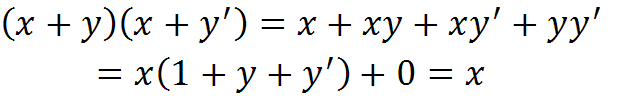 (x + y)(x + y′) = x + xy + xy′ + yy′
= x(1 + y + y′) + 0 = x